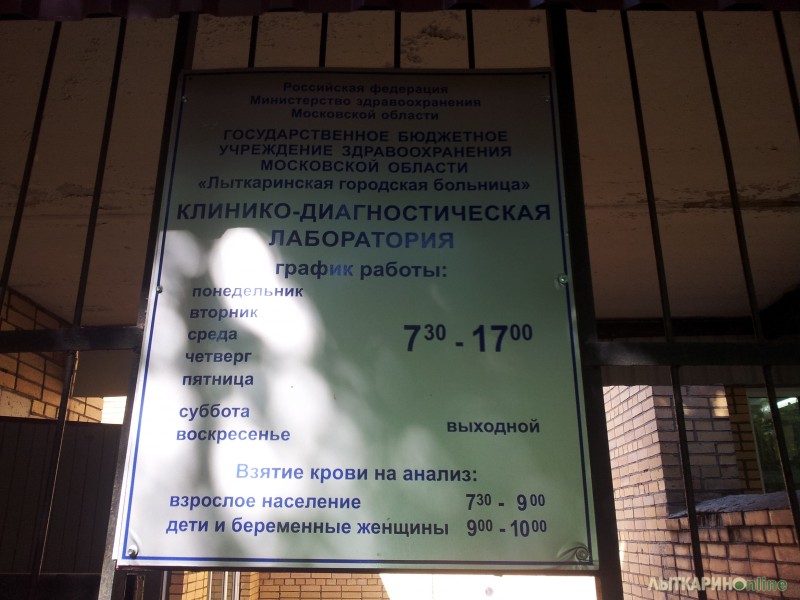 Российская федерация
Министерство здравоохранения
Московской области
ГОСУДАРСТВЕННОЕ БЮДЖЕТНОЕ
УЧРЕЖДЕНИЕ ЗДРАВООХРАНЕНИЯ
МОСКОВСКОЙ ОБЛАСТИ
«Лыткаринская городская больница»
КЛИНИКО-ДИАГНОСТИЧЕСКАЯ
ЛАБОРАТОРИЯ
график работы:
понедельник
вторник
среда 7³⁰ - 17⁰⁰
четверг
пятница
суббота
воскресенье выходной
Взятие крови на анализ:
взрослое население 7³⁰ - 9⁰⁰
дети и беременные женщины 9⁰⁰ - 10⁰⁰
ЛЫТКАРИНОonline